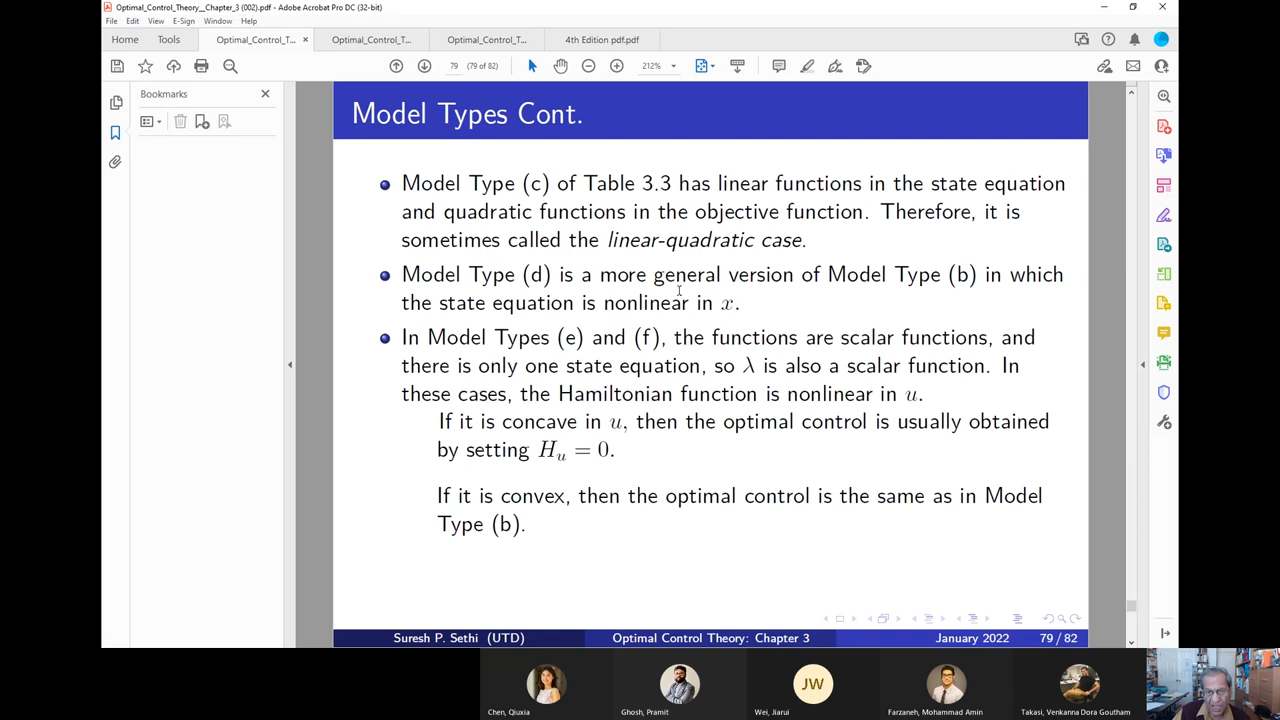 Optimal_Control_Theory__Chapter_3 (002).pdf - Adobe Acrobat Pro DC (32-bit)
File Edit View E-Sign Window Help
Home Tools Optimal_Control_T... × Optimal_Control_T... Optimal_Control_T... 4th Edition pdf.pdf
79 (79 of 82) 212%
Bookmarks
Model Types Cont.
Model Type (c) of Table 3.3 has linear functions in the state equation
and quadratic functions in the objective function. Therefore, it is
sometimes called the linear-quadratic case.
Model Type (d) is a more general version of Model Type (b) in which
the state equation is nonlinear in x.
In Model Types (e) and (f), the functions are scalar functions, and
there is only one state equation, so λ is also a scalar function. In
these cases, the Hamiltonian function is nonlinear in u.
If it is concave in u, then the optimal control is usually obtained
by setting H_u = 0.
If it is convex, then the optimal control is the same as in Model
Type (b).
Suresh P. Sethi (UTD) Optimal Control Theory: Chapter 3 January 2022 79 / 82
JW
Chen, Qiuxia Ghosh, Pramit Wei, Jiarui Farzaneh, Mohammad Amin Takasi, Venkanna Dora Goutham